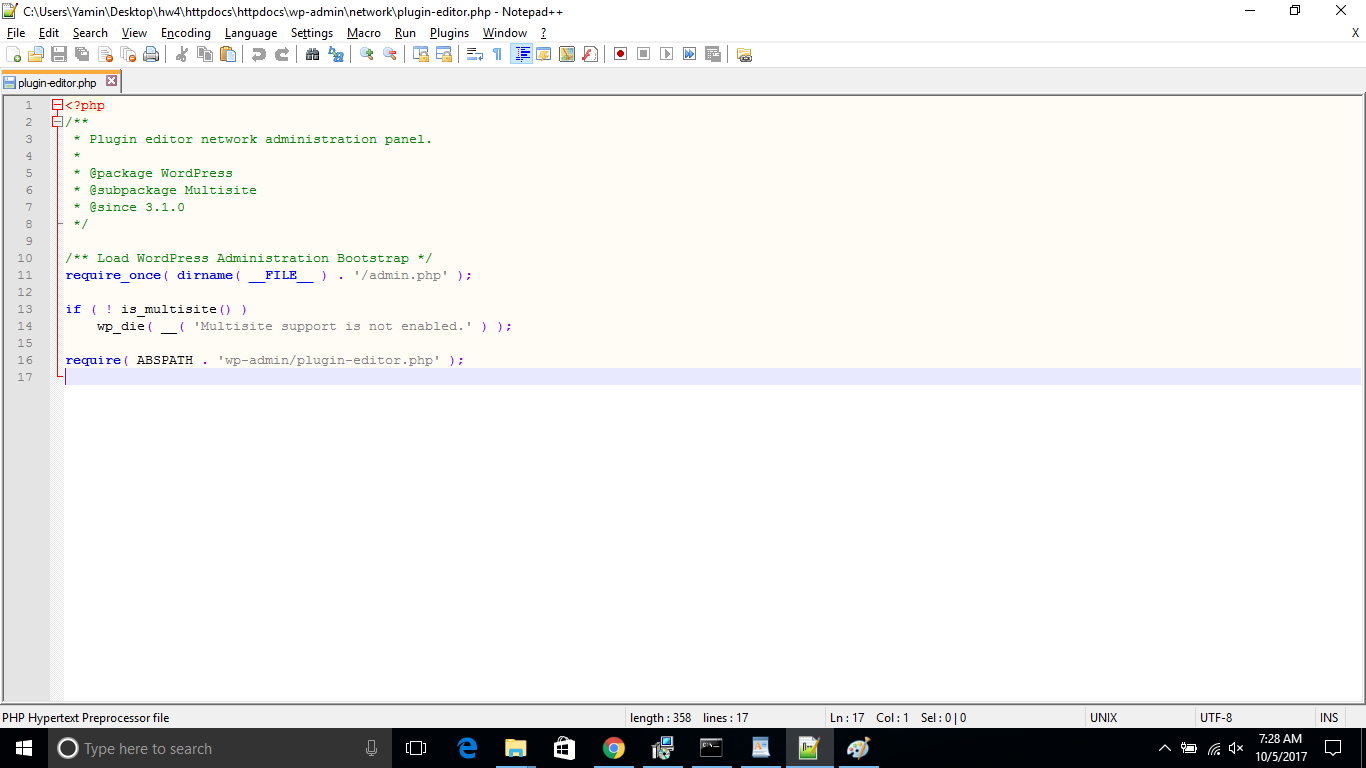 C:\Users\Yamin\Desktop\hw4\httpdocs\httpdocs\wp-admin\network\plugin-editor.php - Notepad++
File Edit Search View Encoding Language Settings Macro Run Plugins Window ? X
plugin-editor.php
1 <?php
2 /**
3  * Plugin editor network administration panel.
4  *
5  * @package WordPress
6  * @subpackage Multisite
7  * @since 3.1.0
8  */
9
10 /** Load WordPress Administration Bootstrap */
11 require_once( dirname( __FILE__ ) . '/admin.php' );
12
13 if ( ! is_multisite() )
14     wp_die( __( 'Multisite support is not enabled.' ) );
15
16 require( ABSPATH . 'wp-admin/plugin-editor.php' );
17
PHP Hypertext Preprocessor file length : 358 lines : 17 Ln : 17 Col : 1 Sel : 0 | 0 UNIX UTF-8 INS
Type here to search
7:28 AM
10/5/2017